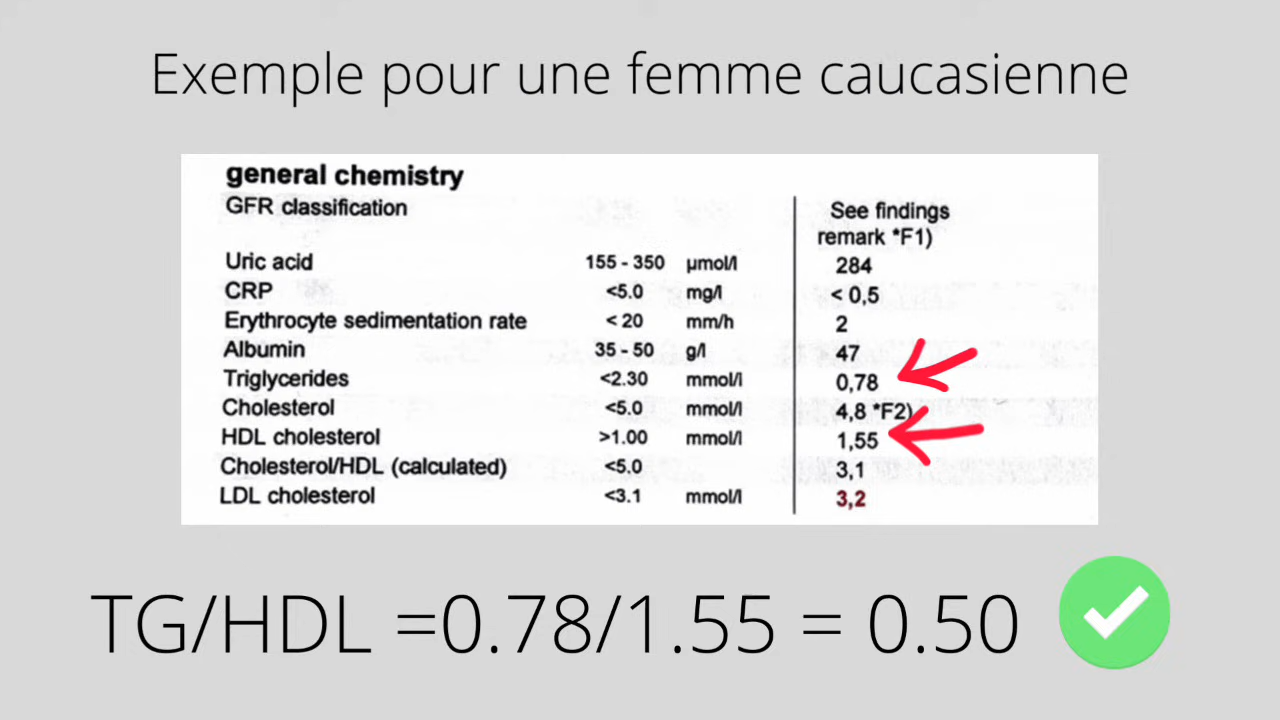 Exemple pour une femme caucasienne
general chemistry
GFR classification See findings
remark *F1)
Uric acid 155 - 350 µmol/l 284
CRP <5.0 mg/l < 0,5
Erythrocyte sedimentation rate < 20 mm/h 2
Albumin 35 - 50 g/l 47
Triglycerides <2.30 mmol/l 0,78
Cholesterol <5.0 mmol/l 4,8 *F2)
HDL cholesterol >1.00 mmol/l 1,55
Cholesterol/HDL (calculated) <5.0 3,1
LDL cholesterol <3.1 mmol/l 3,2
TG/HDL =0.78/1.55 = 0.50